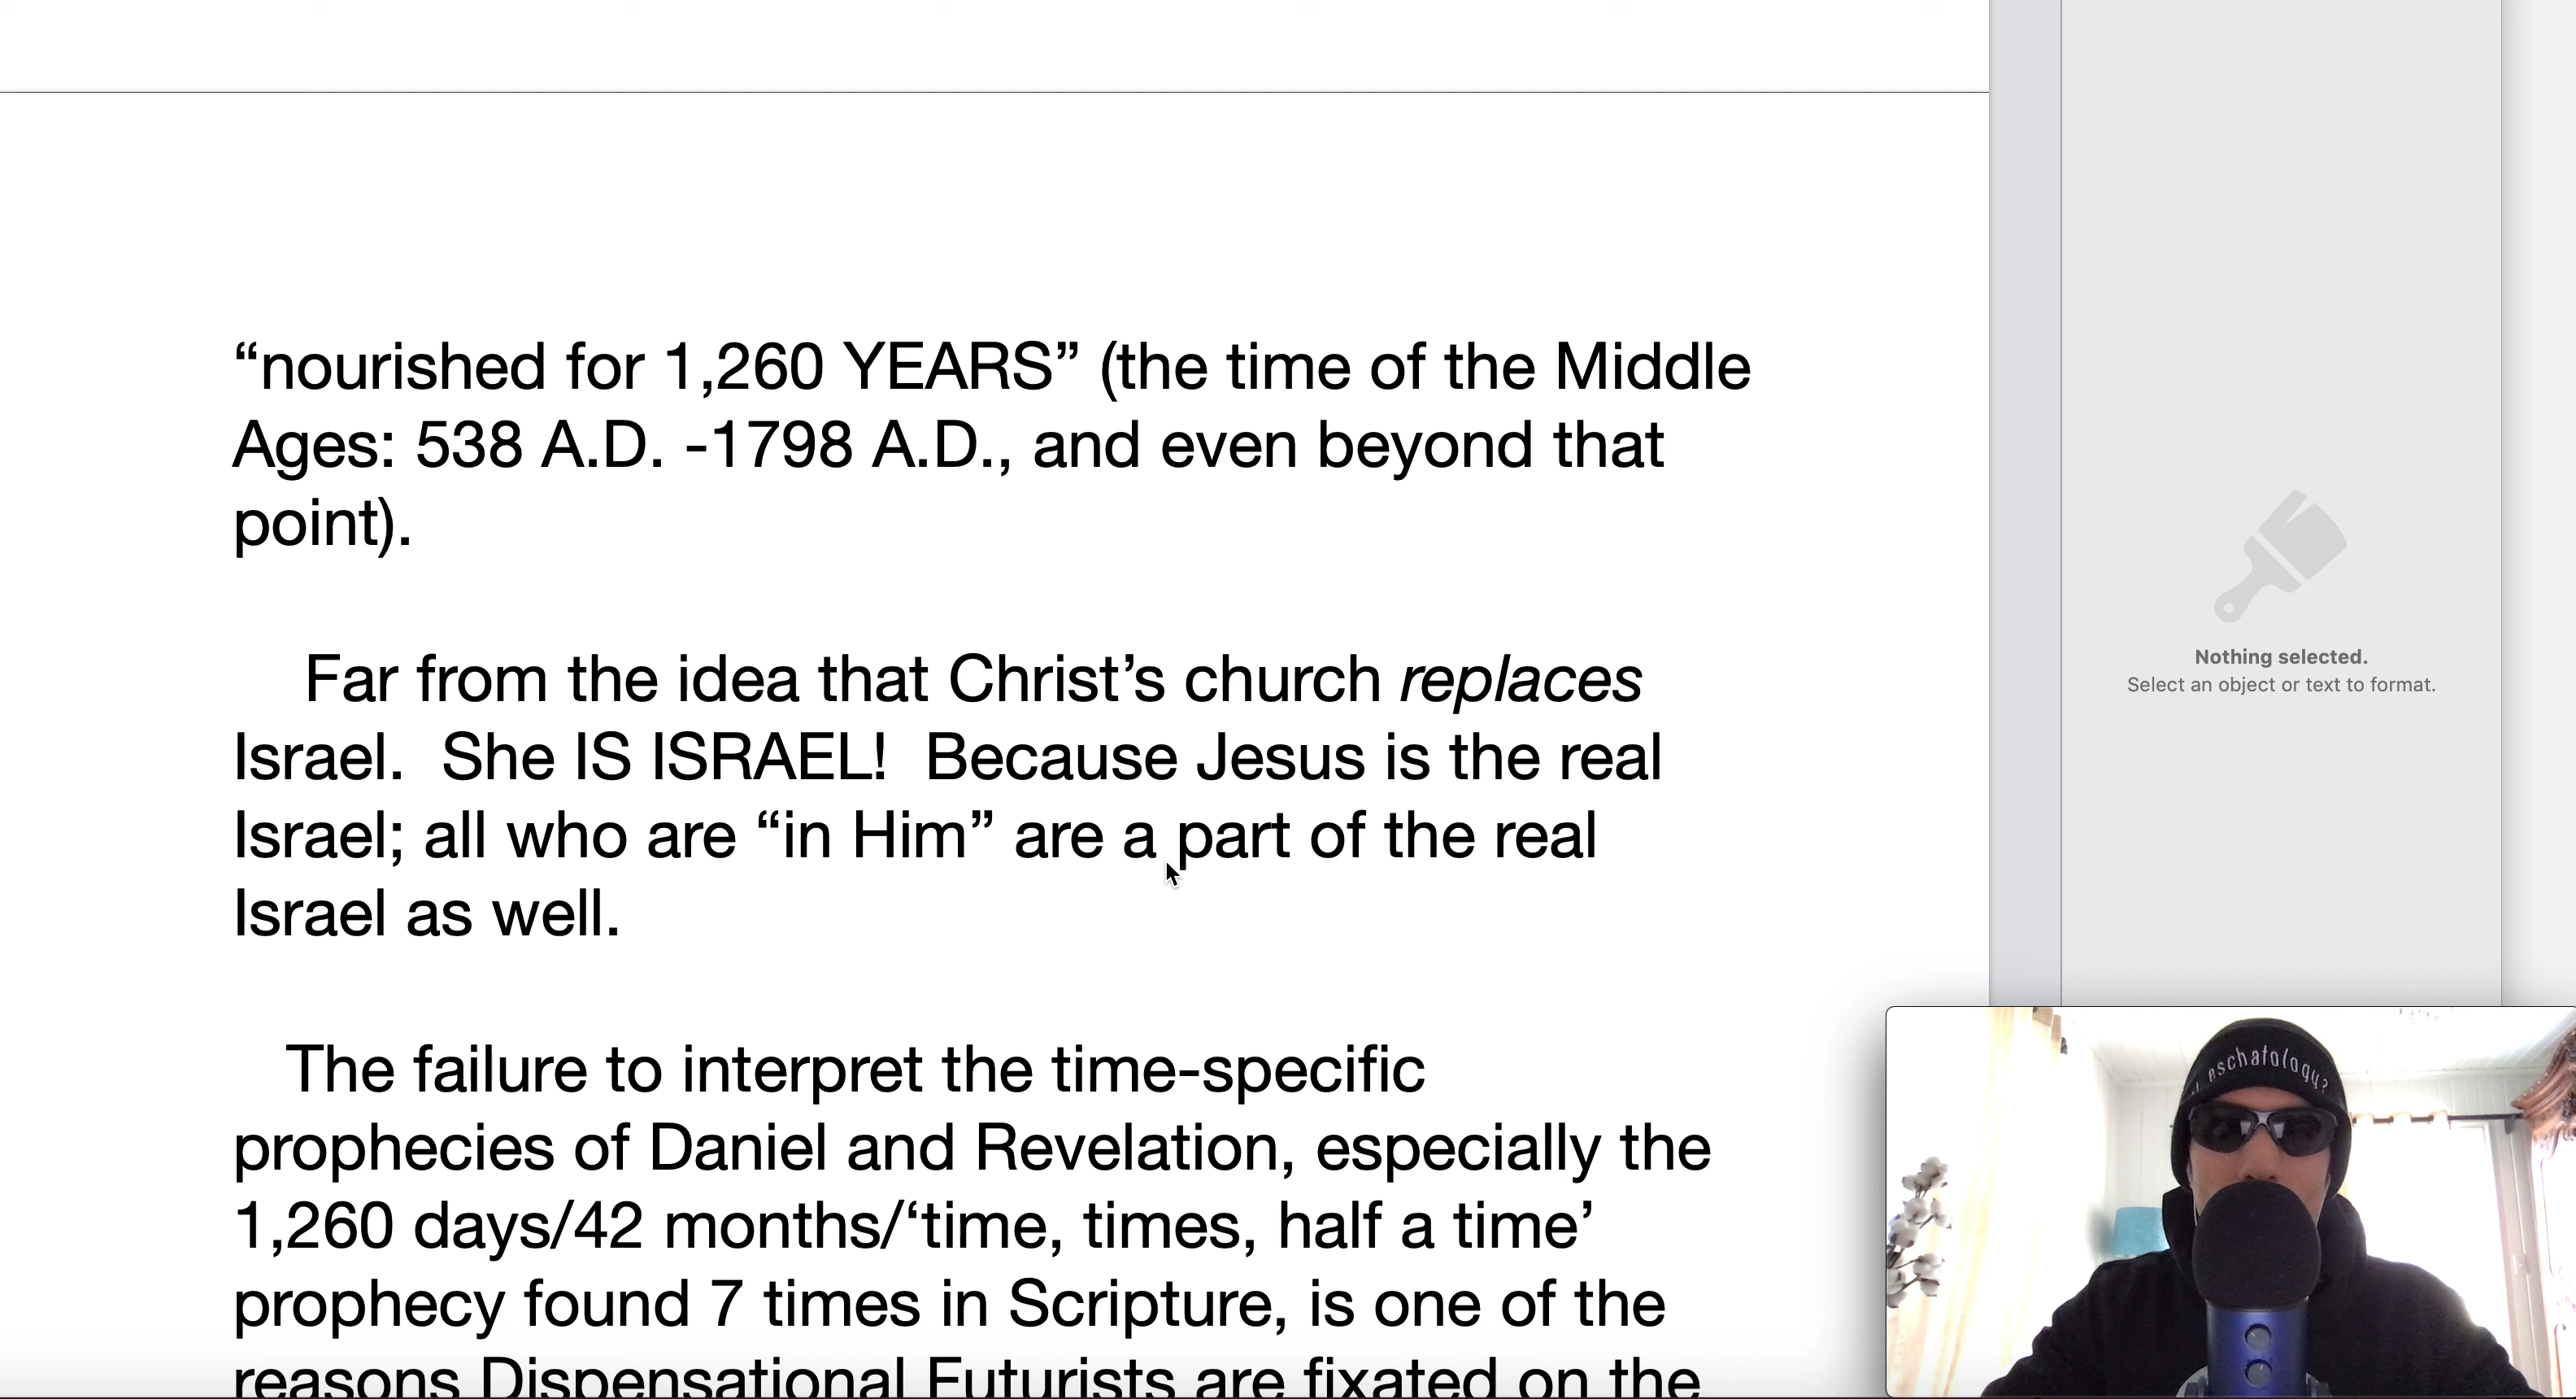 “nourished for 1,260 YEARS” (the time of the Middle
Ages: 538 A.D. -1798 A.D., and even beyond that
point).
Far from the idea that Christ’s church replaces
Israel.  She IS ISRAEL!  Because Jesus is the real
Israel; all who are “in Him” are a part of the real
Israel as well.
The failure to interpret the time-specific
prophecies of Daniel and Revelation, especially the
1,260 days/42 months/‘time, times, half a time’
prophecy found 7 times in Scripture, is one of the
reasons Dispensational Futurists are fixated on the
Nothing selected.
Select an object or text to format.
eschatology?